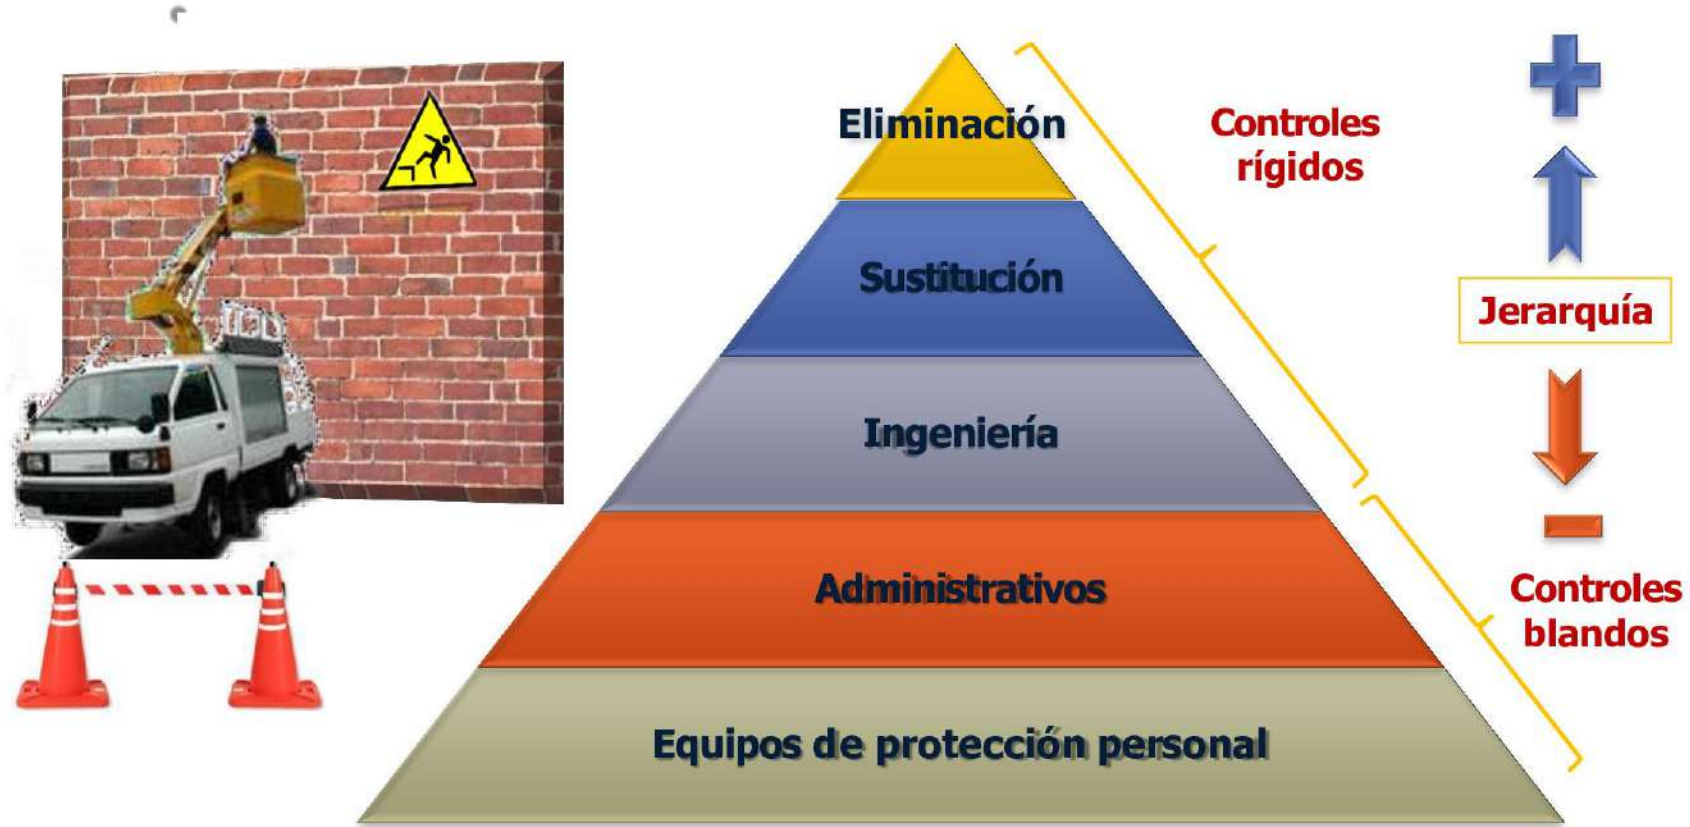 Eliminación
Controles
rígidos
Sustitución
Jerarquía
Ingeniería
Administrativos
Controles
blandos
Equipos de protección personal